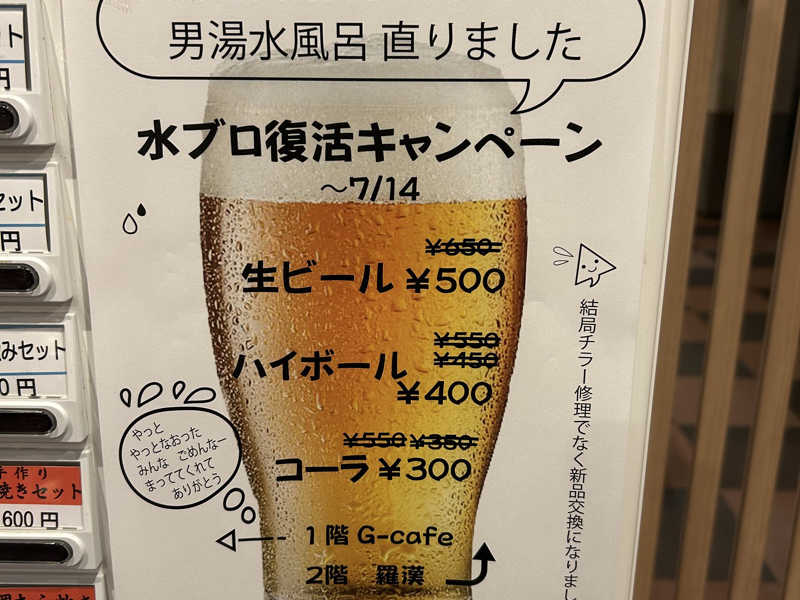 男湯水風呂 直りました
水ブロ復活キャンペーン
～7/14
¥650
生ビール ¥500
¥550
¥450
ハイボール
¥400
¥550 ¥350
コーラ ¥300
1階 G-cafe
2階 羅漢
やっと
やっとなおった
みんな ごめんなー
まっててくれて
ありがとう
結局チラー修理でなく新品交換になりまし
ット
円
セット
円
みセット
0円
手作り
焼きセット
600円